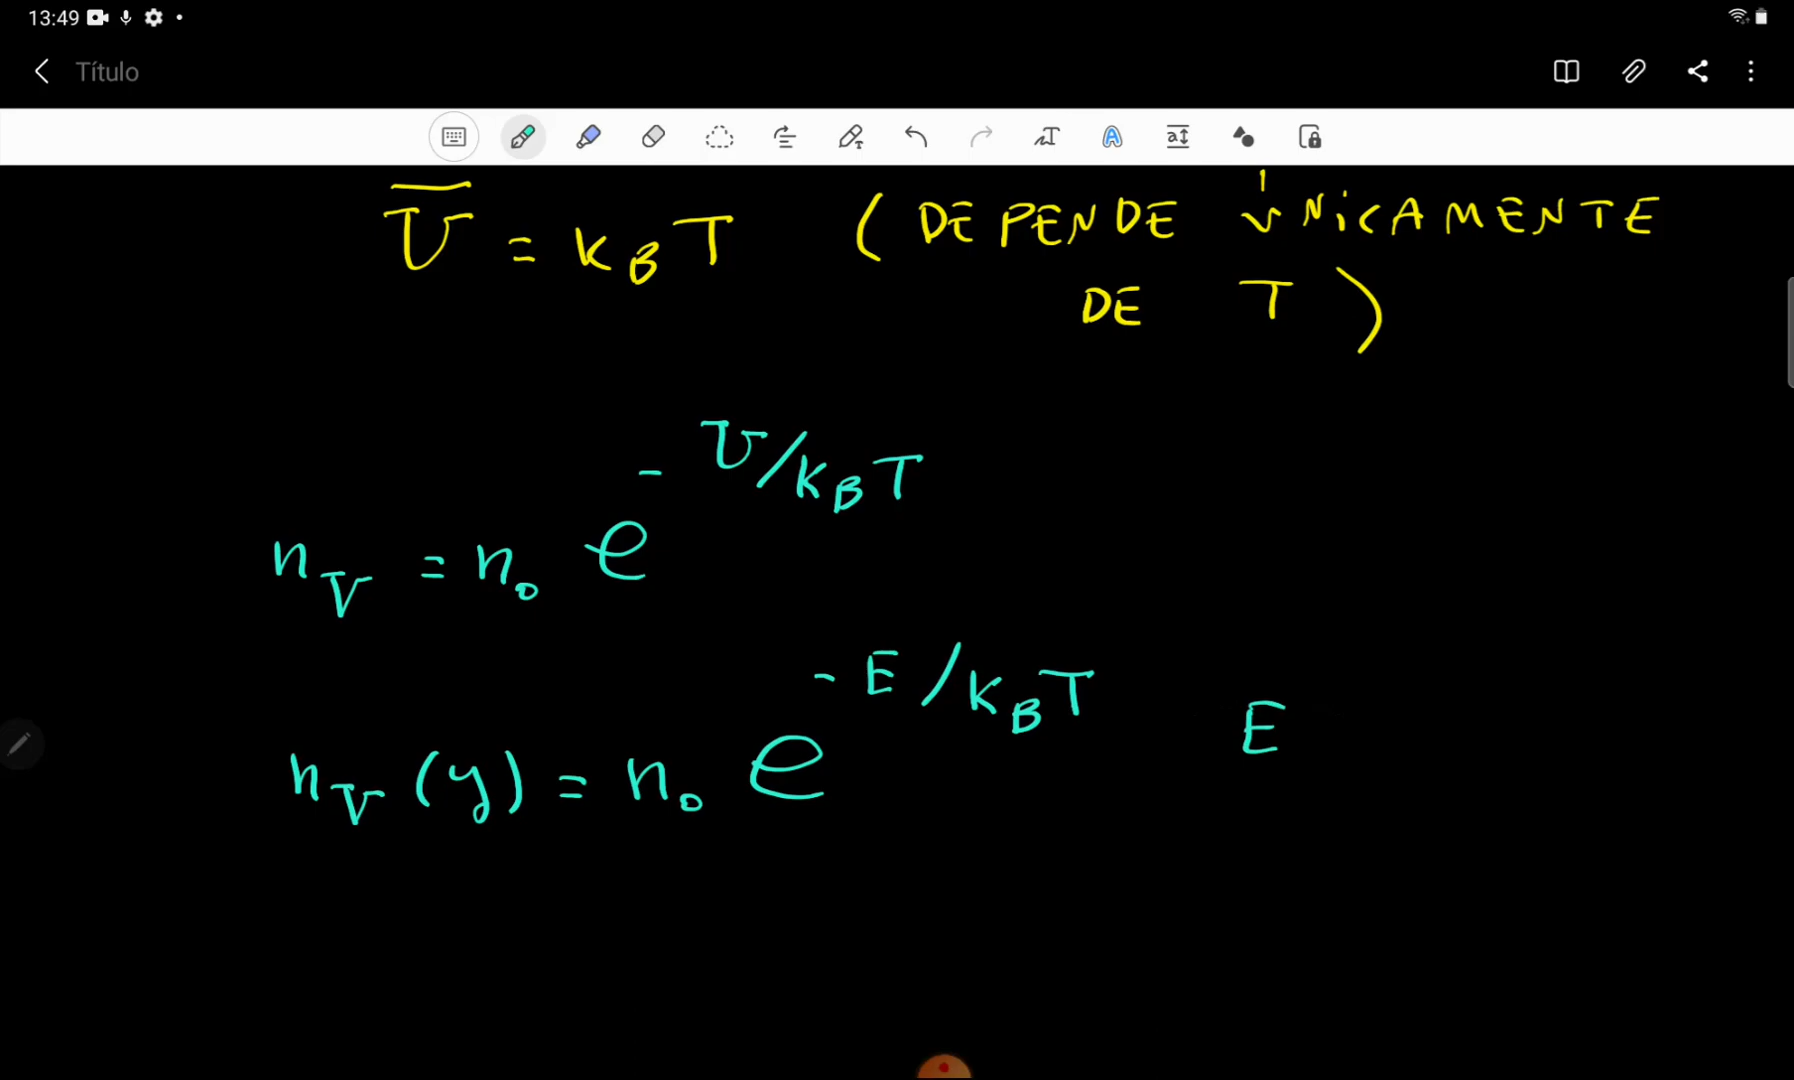 13:49
Título
Ū = K_B T (DEPENDE ÚNICAMENTE
DE T)
n_V = n_0 e^{-U/K_B T}
n_V(y) = n_0 e^{-E/K_B T} E